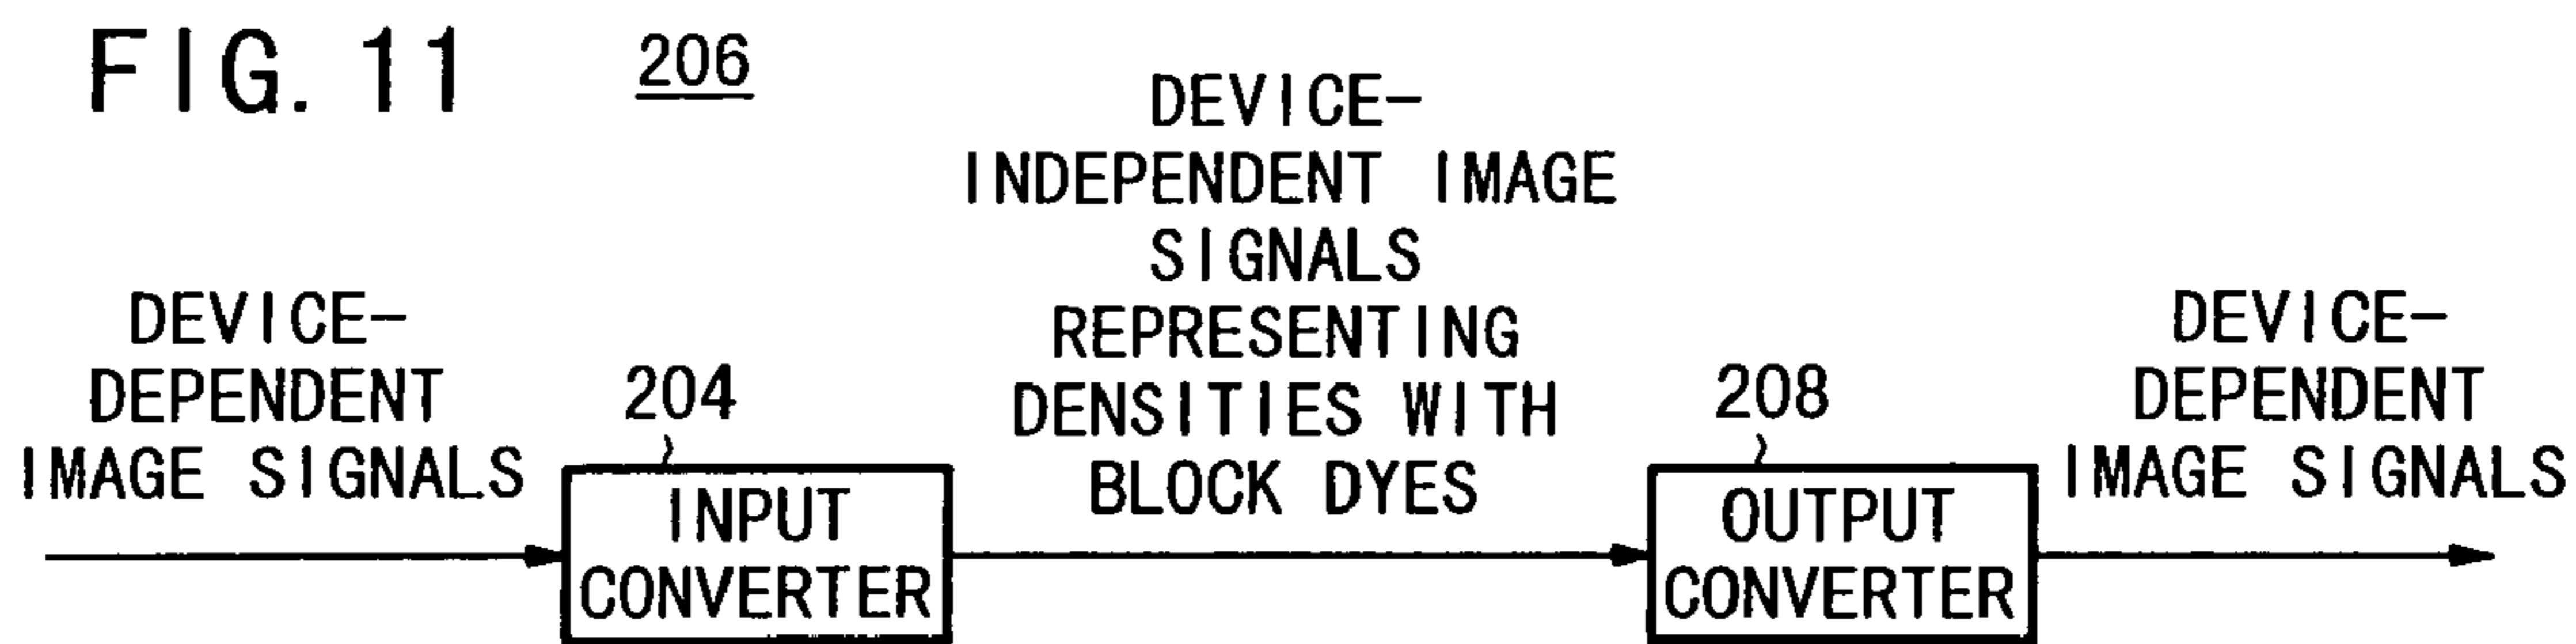 FIG. 11
206
DEVICE-
DEPENDENT
IMAGE SIGNALS
204
INPUT
CONVERTER
DEVICE-
INDEPENDENT IMAGE
SIGNALS
REPRESENTING
DENSITIES WITH
BLOCK DYES
208
OUTPUT
CONVERTER
DEVICE-
DEPENDENT
IMAGE SIGNALS